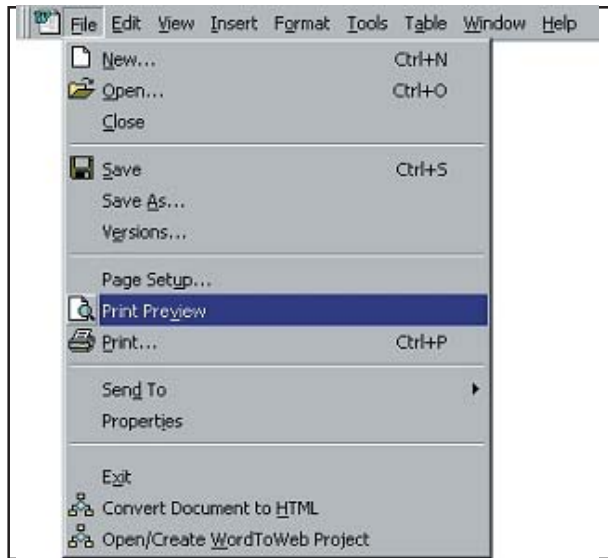 File Edit View Insert Format Tools Table Window Help
New... Ctrl+N
Open... Ctrl+O
Close
Save Ctrl+S
Save As...
Versions...
Page Setup...
Print Preview
Print... Ctrl+P
Send To
Properties
Exit
Convert Document to HTML
Open/Create WordToWeb Project